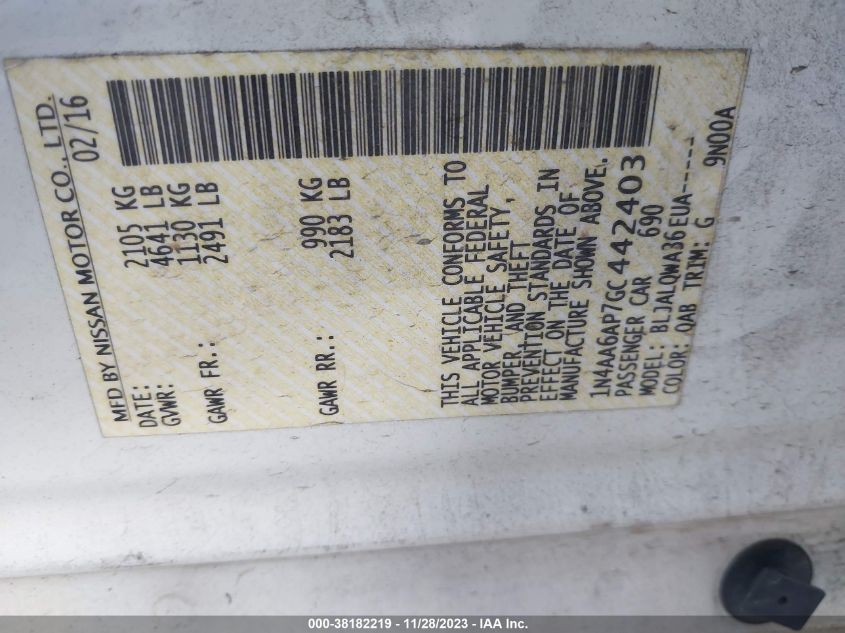 MFD BY NISSAN MOTOR CO., LTD.
DATE: 02/16
GVWR: 2105 KG
4641 LB
GAWR FR.: 1130 KG
2491 LB
GAWR RR.: 990 KG
2183 LB
THIS VEHICLE CONFORMS TO
ALL APPLICABLE FEDERAL
MOTOR VEHICLE SAFETY,
BUMPER, AND THEFT
PREVENTION STANDARDS IN
EFFECT ON THE DATE OF
MANUFACTURE SHOWN ABOVE.
1N4AA6AP7GC442403
PASSENGER CAR 690
MODEL: BLJALQWA36EUA-----
COLOR: QAB TRIM: G 9N00A
000-38182219 - 11/28/2023 - IAA Inc.